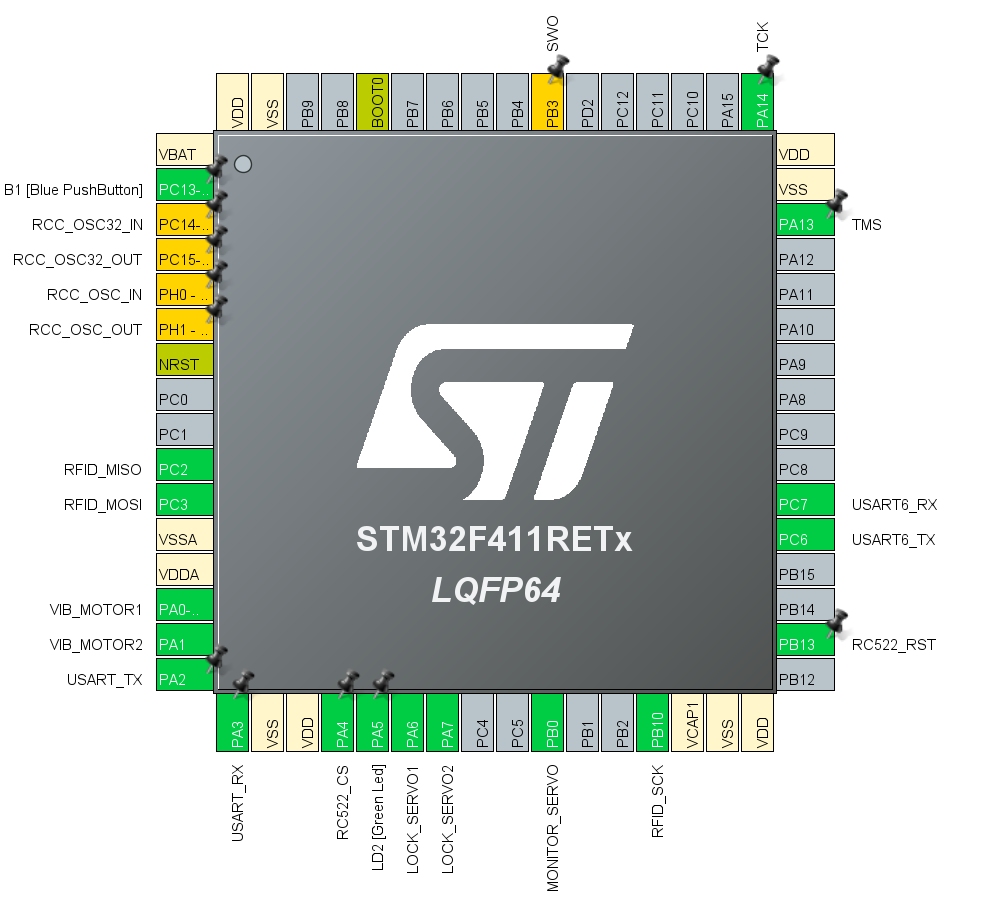 SWO
TCK
VDD
VSS
PB9
PB8
BOOT0
PB7
PB6
PB5
PB4
PB3
PD2
PC12
PC11
PC10
PA15
PA14
VBAT
B1 [Blue PushButton] PC13-..
RCC_OSC32_IN PC14-..
RCC_OSC32_OUT PC15-..
RCC_OSC_IN PH0 - ..
RCC_OSC_OUT PH1 - ..
NRST
PC0
PC1
RFID_MISO PC2
RFID_MOSI PC3
VSSA
VDDA
VIB_MOTOR1 PA0-..
VIB_MOTOR2 PA1
USART_TX PA2
ST
STM32F411RETx
LQFP64
VDD
VSS
PA13 TMS
PA12
PA11
PA10
PA9
PA8
PC9
PC8
PC7 USART6_RX
PC6 USART6_TX
PB15
PB14
PB13 RC522_RST
PB12
PA3
VSS
VDD
PA4
PA5
PA6
PA7
PC4
PC5
PB0
PB1
PB2
PB10
VCAP1
VSS
VDD
USART_RX
RC522_CS
LD2 [Green Led]
LOCK_SERVO1
LOCK_SERVO2
MONITOR_SERVO
RFID_SCK